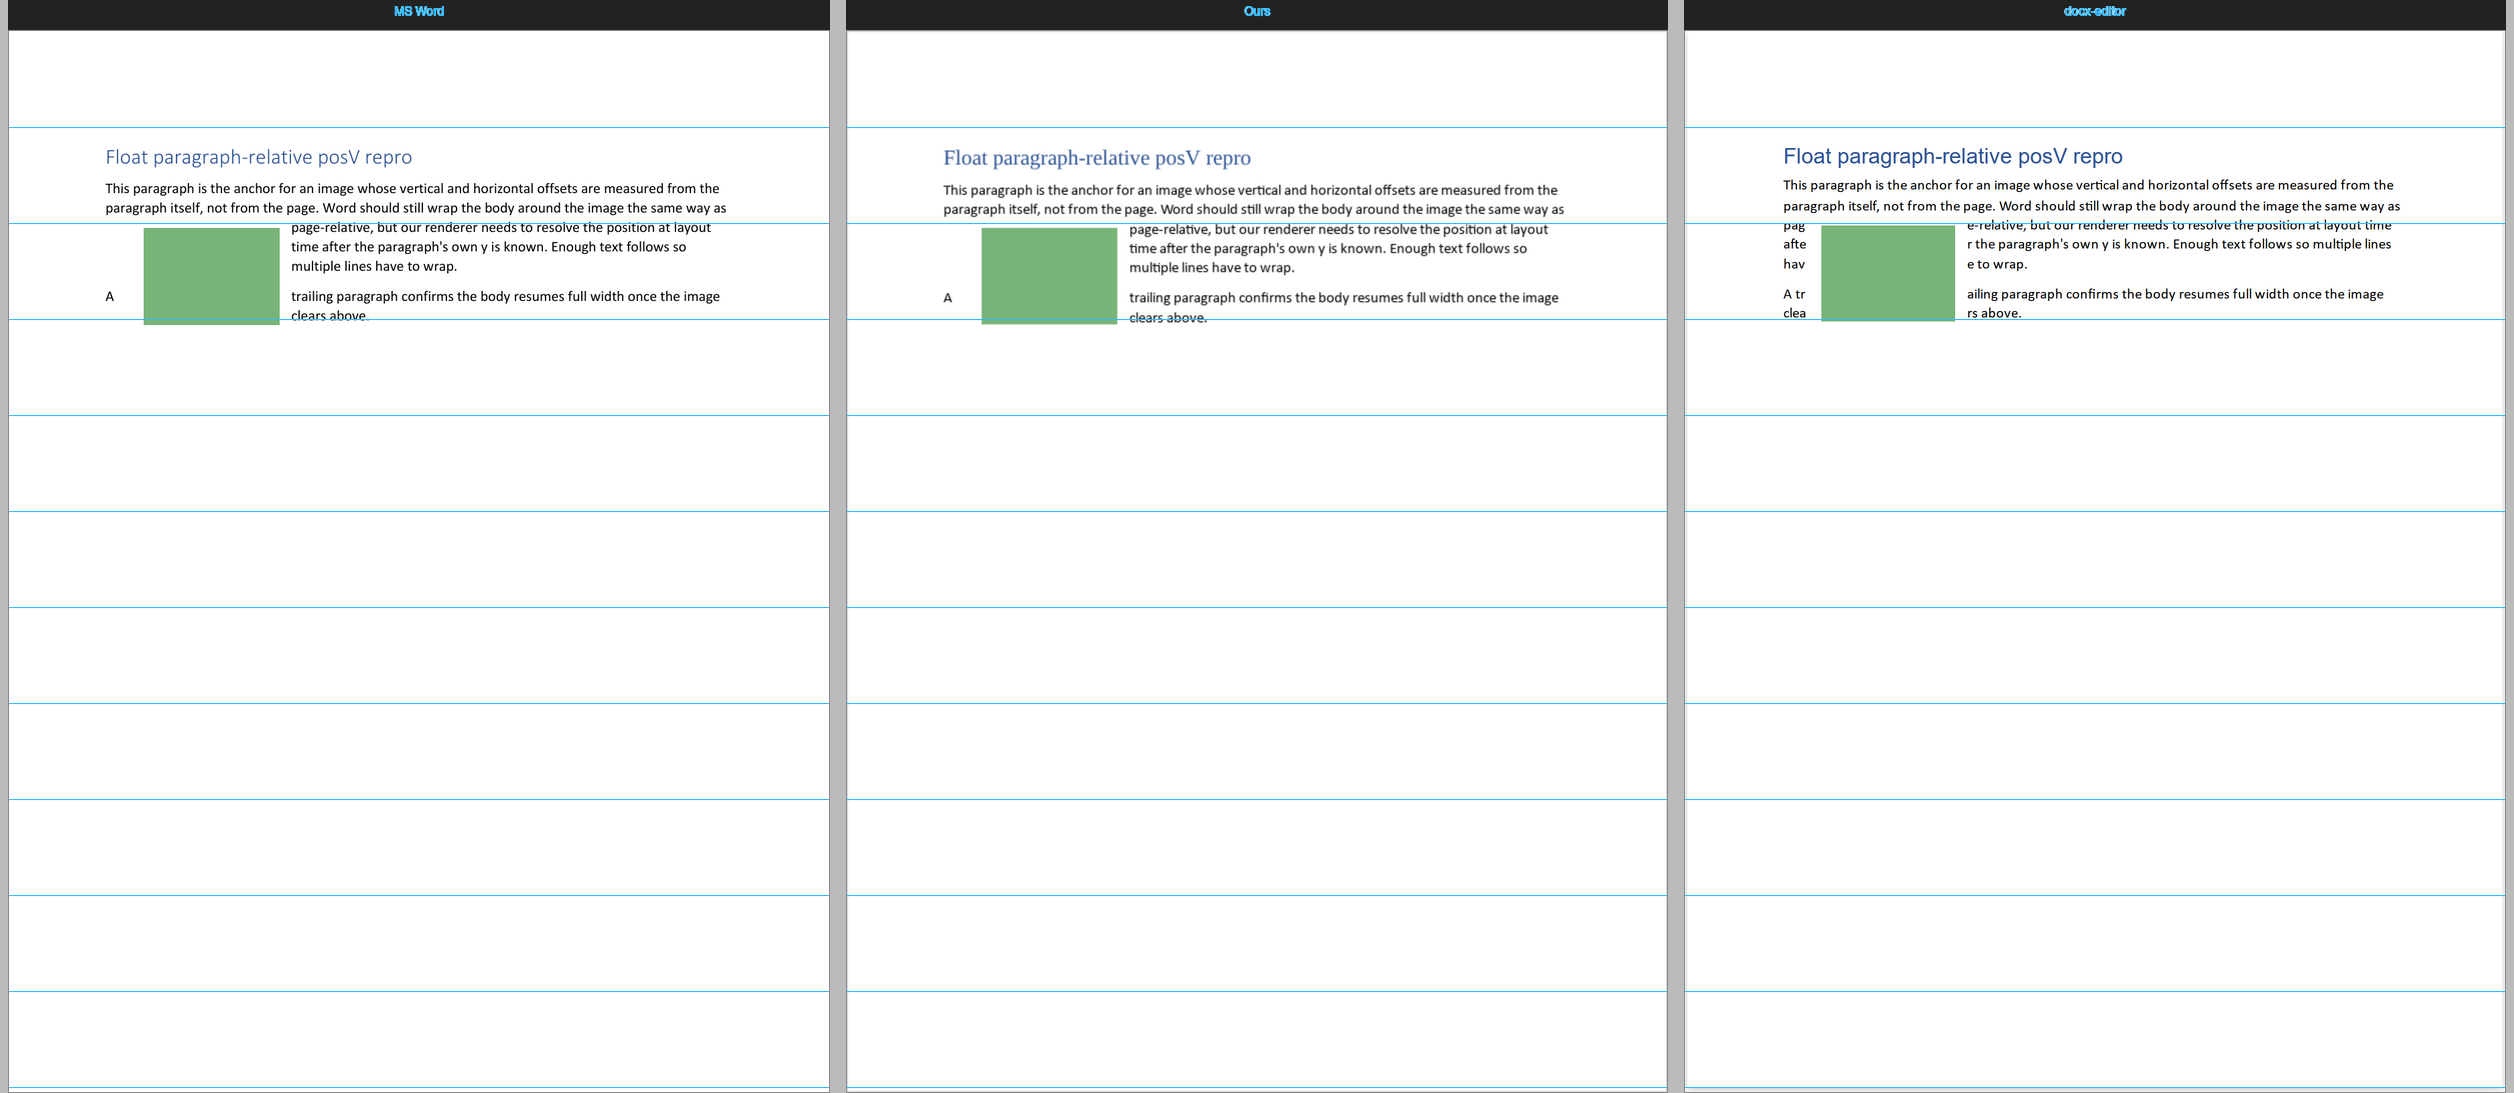 MS Word
Float paragraph-relative posV repro
This paragraph is the anchor for an image whose vertical and horizontal offsets are measured from the
paragraph itself, not from the page. Word should still wrap the body around the image the same way as
page-relative, but our renderer needs to resolve the position at layout
time after the paragraph's own y is known. Enough text follows so
multiple lines have to wrap.
A trailing paragraph confirms the body resumes full width once the image
clears above.
Ours
Float paragraph-relative posV repro
This paragraph is the anchor for an image whose vertical and horizontal offsets are measured from the
paragraph itself, not from the page. Word should still wrap the body around the image the same way as
page-relative, but our renderer needs to resolve the position at layout
time after the paragraph's own y is known. Enough text follows so
multiple lines have to wrap.
A trailing paragraph confirms the body resumes full width once the image
clears above.
docx-editor
Float paragraph-relative posV repro
This paragraph is the anchor for an image whose vertical and horizontal offsets are measured from the
paragraph itself, not from the page. Word should still wrap the body around the image the same way as
pag e-relative, but our renderer needs to resolve the position at layout time
afte r the paragraph's own y is known. Enough text follows so multiple lines
hav e to wrap.
A tr ailing paragraph confirms the body resumes full width once the image
clea rs above.